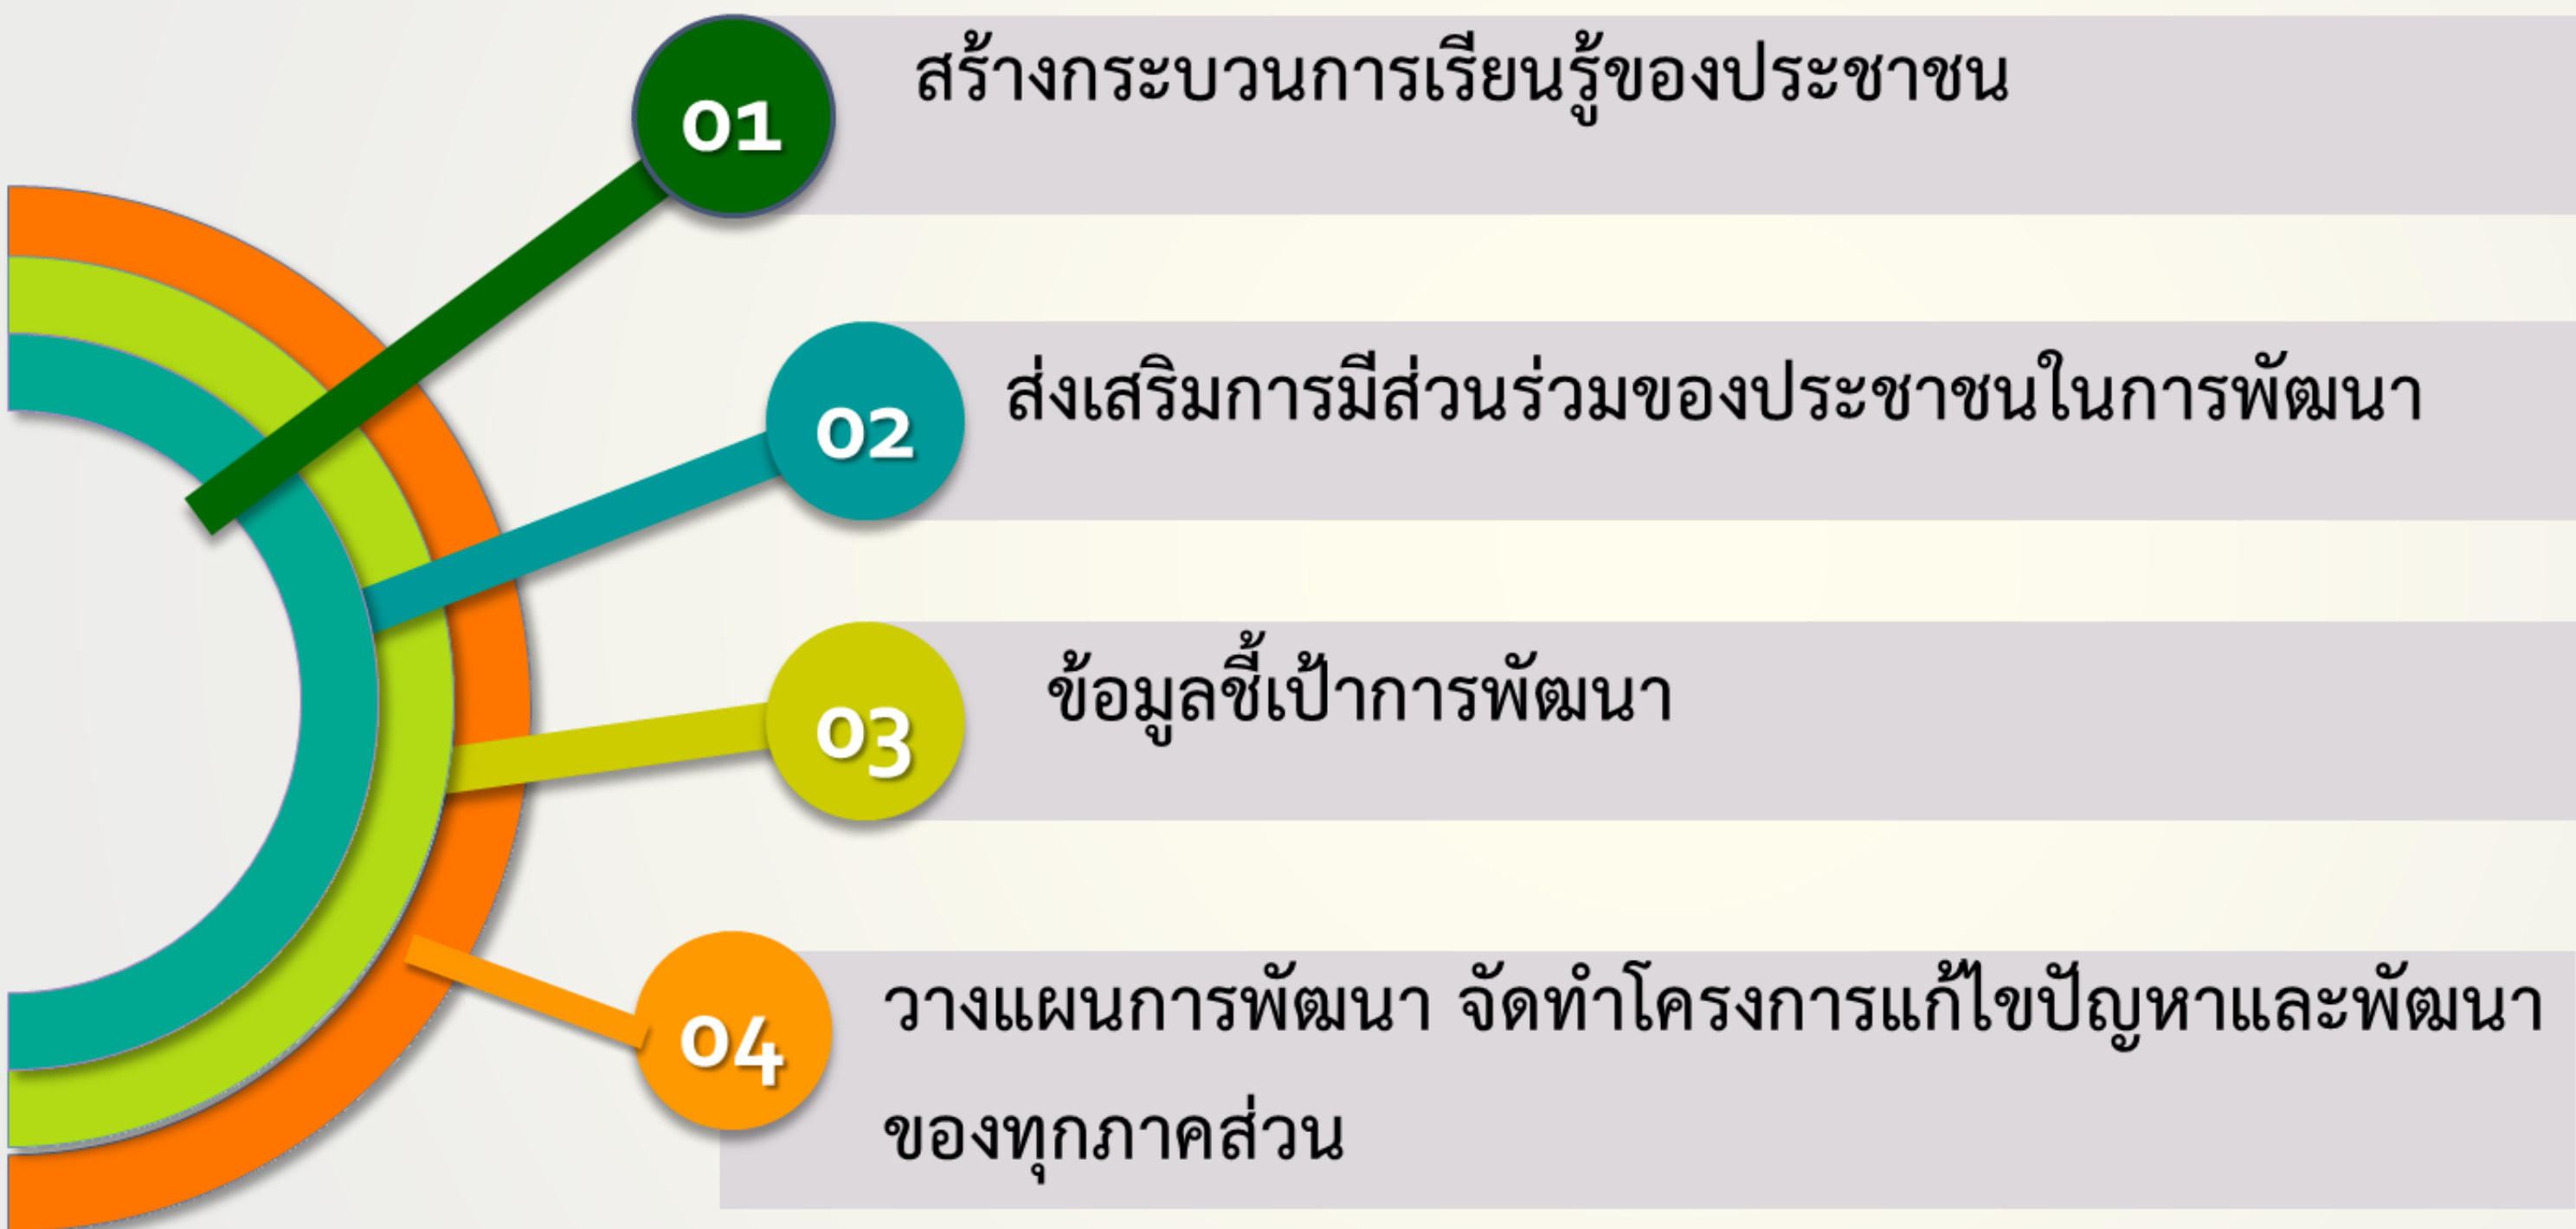 01
สร้างกระบวนการเรียนรู้ของประชาชน
02
ส่งเสริมการมีส่วนร่วมของประชาชนในการพัฒนา
03
ข้อมูลชี้เป้าการพัฒนา
04
วางแผนการพัฒนา จัดทำโครงการแก้ไขปัญหาและพัฒนา
ของทุกภาคส่วน